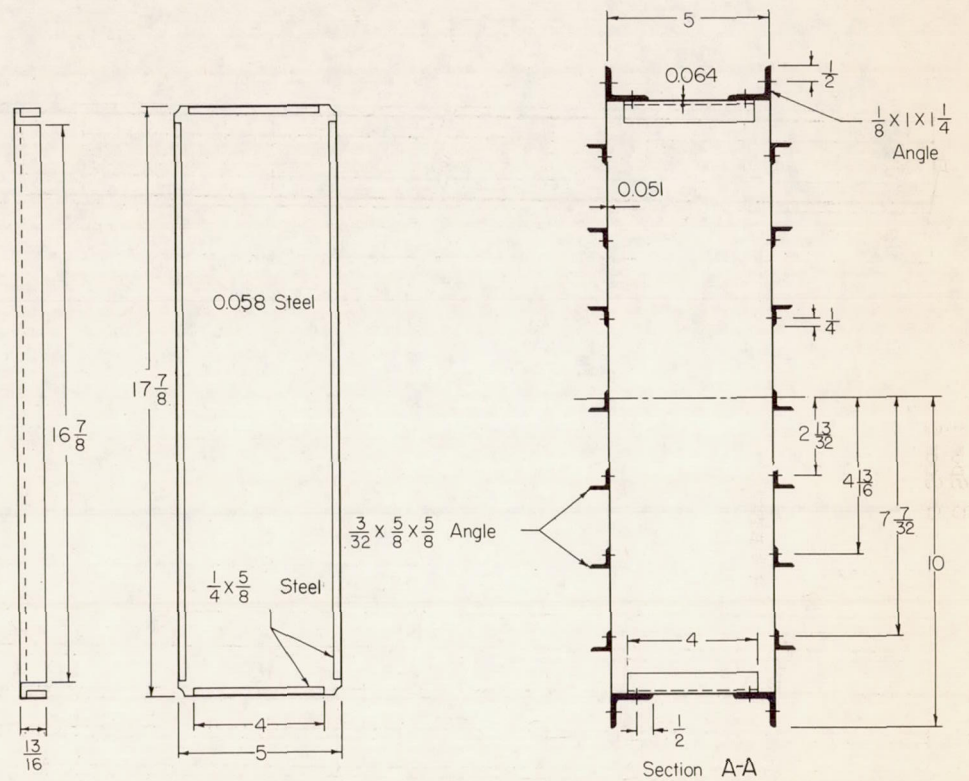 5
0.064
1/2
1/8 x 1 x 1 1/4
Angle
0.051
0.058 Steel
1/4
17 7/8
16 7/8
2 13/32
4 13/16
7 7/32
3/32 x 5/8 x 5/8 Angle
10
1/4 x 5/8 Steel
4
4
5
13/16
1/2
Section A-A